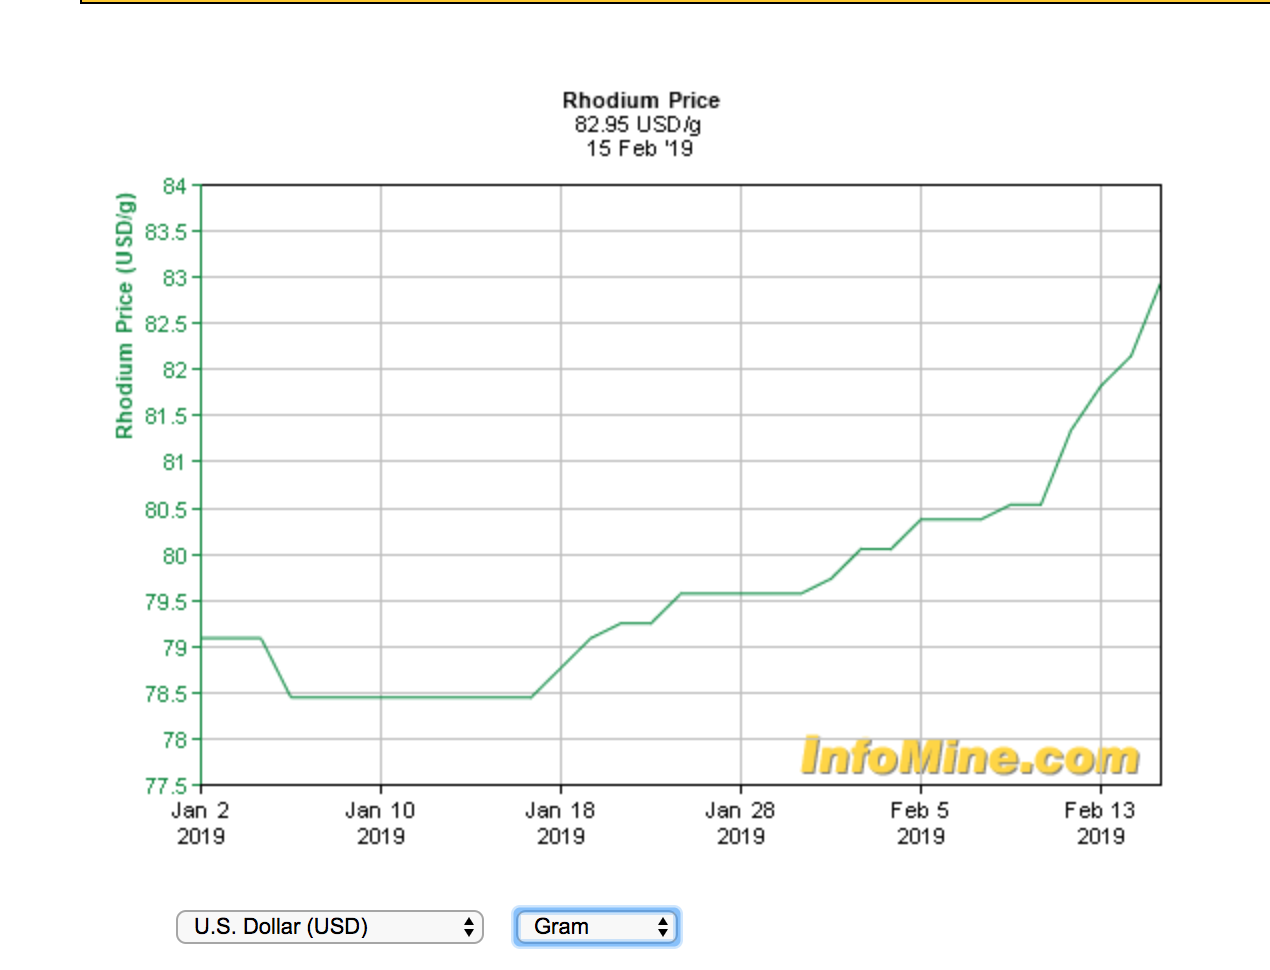 Rhodium Price
82.95 USD/g
15 Feb '19
Rhodium Price (USD/g)
84
83.5
83
82.5
82
81.5
81
80.5
80
79.5
79
78.5
78
77.5
InfoMine.com
Jan 2 Jan 10 Jan 18 Jan 28 Feb 5 Feb 13
2019 2019 2019 2019 2019 2019
U.S. Dollar (USD) Gram